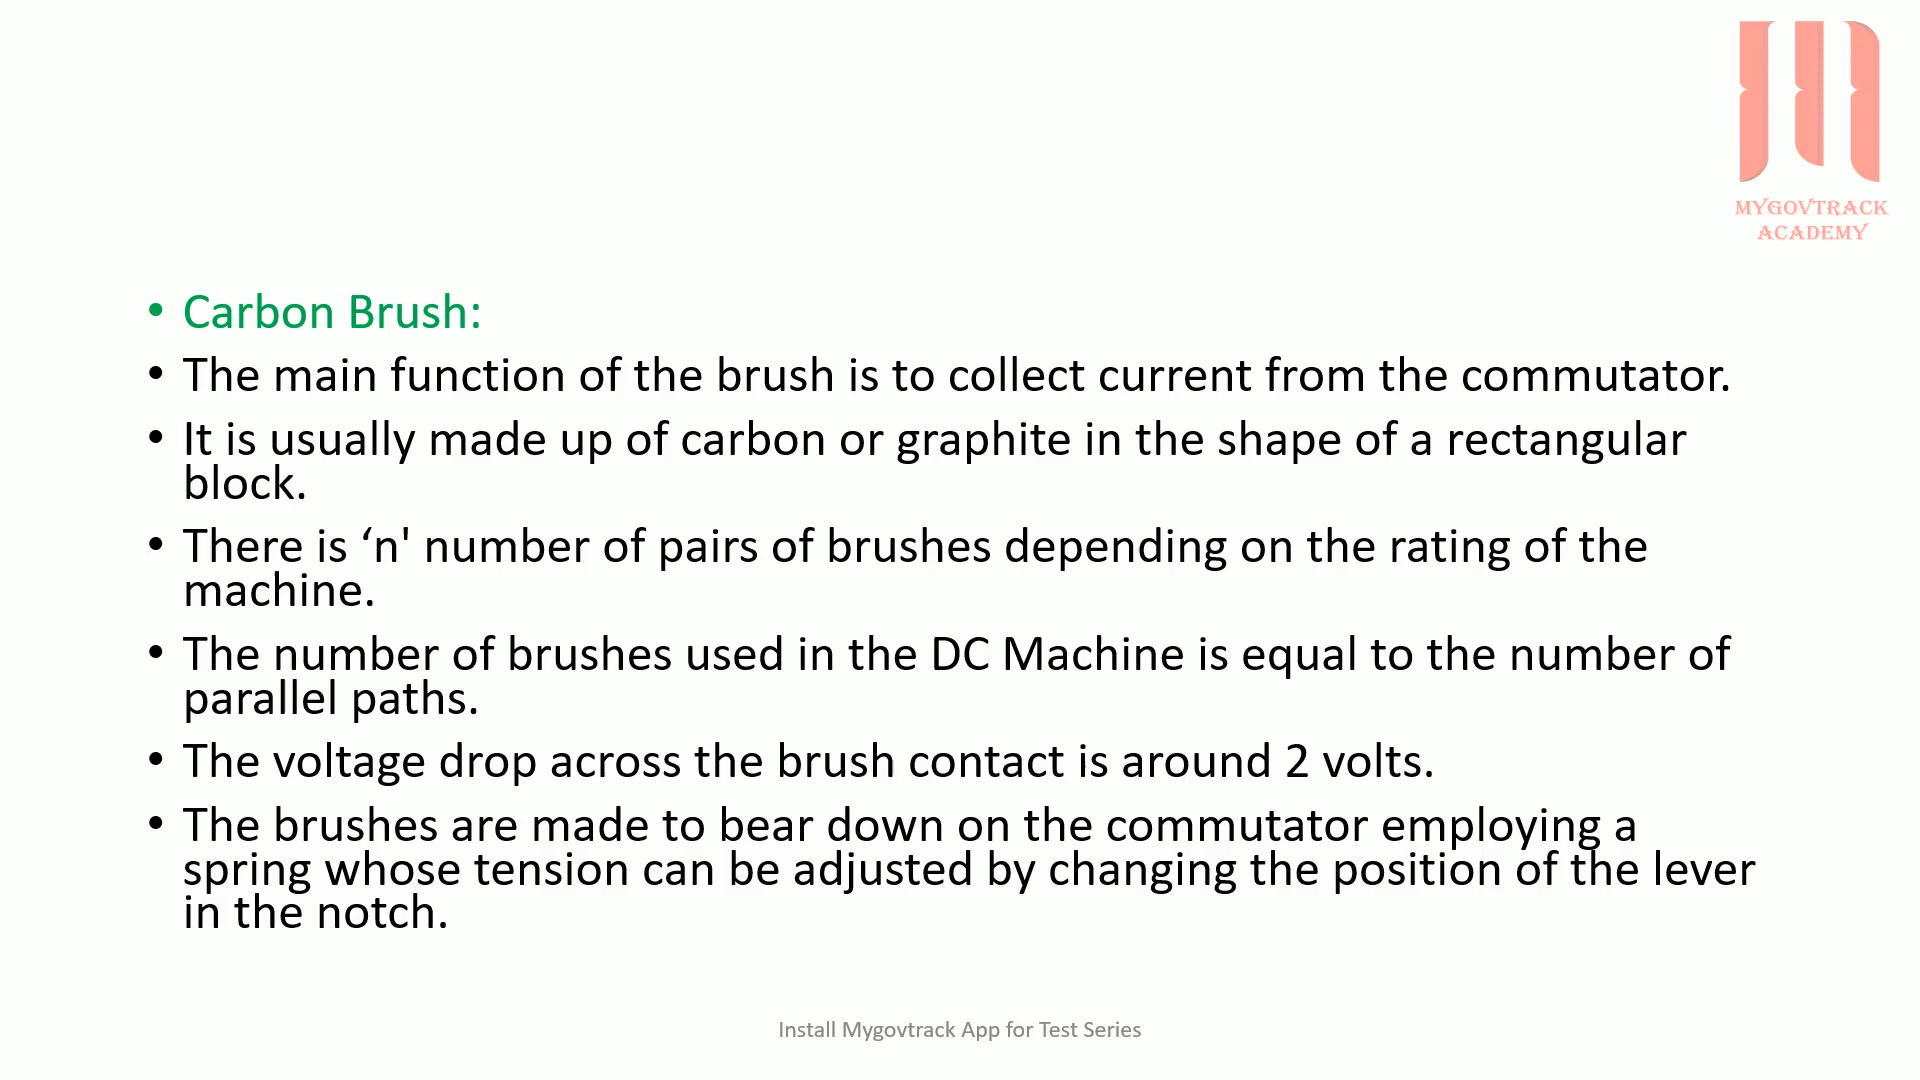 MYGOVTRACK
ACADEMY
• Carbon Brush:
• The main function of the brush is to collect current from the commutator.
• It is usually made up of carbon or graphite in the shape of a rectangular
block.
• There is ‘n' number of pairs of brushes depending on the rating of the
machine.
• The number of brushes used in the DC Machine is equal to the number of
parallel paths.
• The voltage drop across the brush contact is around 2 volts.
• The brushes are made to bear down on the commutator employing a
spring whose tension can be adjusted by changing the position of the lever
in the notch.
Install Mygovtrack App for Test Series